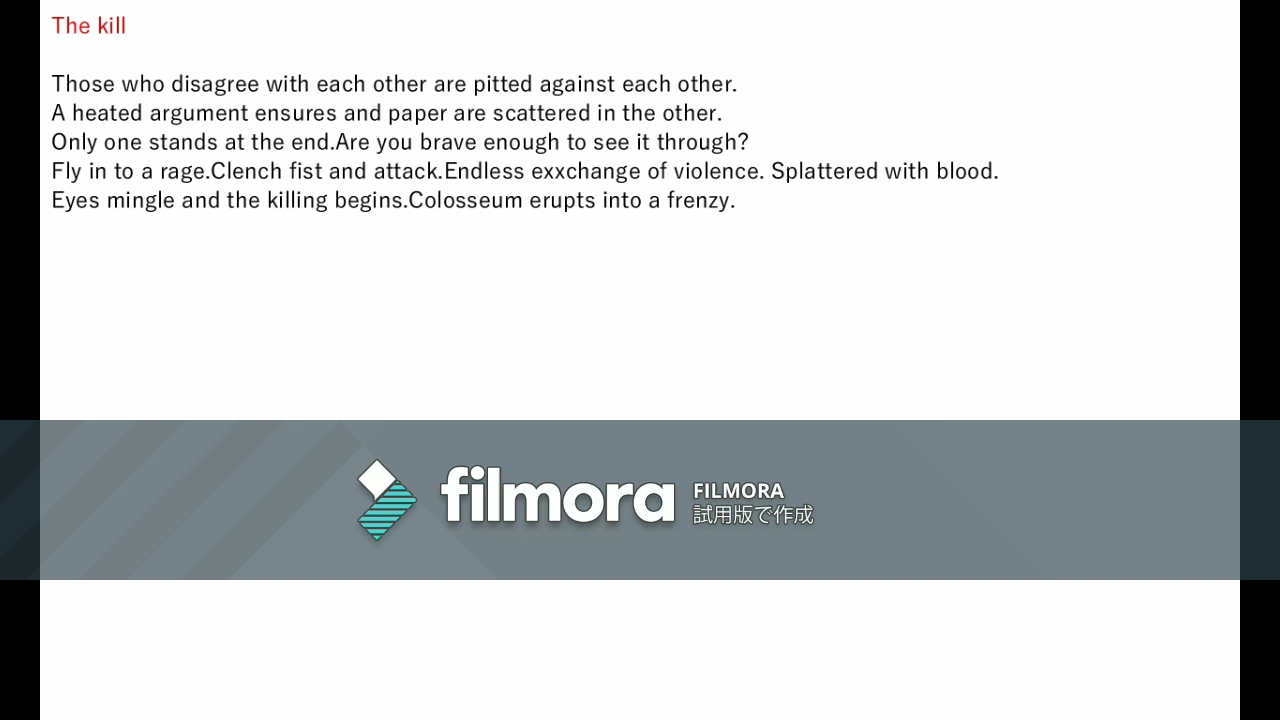 The kill
Those who disagree with each other are pitted against each other.
A heated argument ensures and paper are scattered in the other.
Only one stands at the end.Are you brave enough to see it through?
Fly in to a rage.Clench fist and attack.Endless exxchange of violence. Splattered with blood.
Eyes mingle and the killing begins.Colosseum erupts into a frenzy.
filmora
FILMORA
試用版で作成